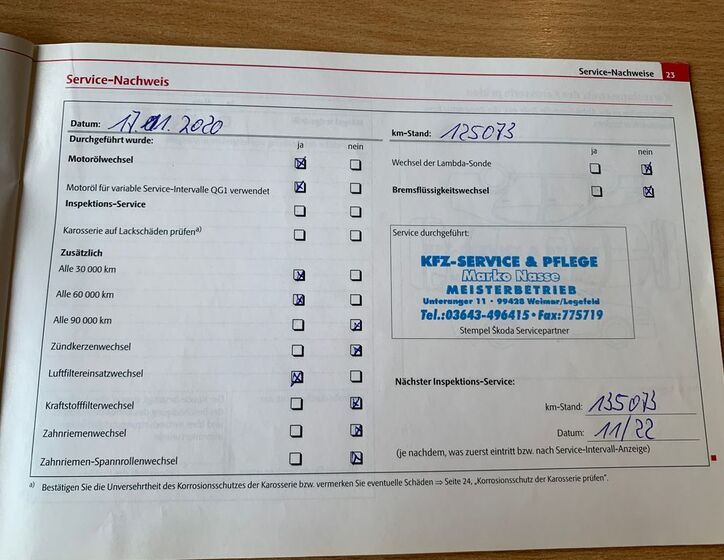 Service-Nachweise 23
Service-Nachweis
Datum: 17.11.2020
km-Stand: 125073
Durchgeführt wurde:
ja nein
ja nein
Motorölwechsel
Wechsel der Lambda-Sonde
Motoröl für variable Service-Intervalle QG1 verwendet
Bremsflüssigkeitswechsel
Inspektions-Service
Karosserie auf Lackschäden prüfen a)
Service durchgeführt:
Zusätzlich
Alle 30 000 km
Alle 60 000 km
Alle 90 000 km
Zündkerzenwechsel
Luftfiltereinsatzwechsel
Kraftstofffilterwechsel
Zahnriemenwechsel
Zahnriemen-Spannrollenwechsel
KFZ-SERVICE & PFLEGE
Marko Nasse
MEISTERBETRIEB
Unteranger 11 • 99428 Weimar/Legefeld
Tel.:03643-496415 • Fax:775719
Stempel Škoda Servicepartner
Nächster Inspektions-Service:
km-Stand: 135073
Datum: 11/22
(je nachdem, was zuerst eintritt bzw. nach Service-Intervall-Anzeige)
a) Bestätigen Sie die Unversehrtheit des Korrosionsschutzes der Karosserie bzw. vermerken Sie eventuelle Schäden ⇒ Seite 24, „Korrosionsschutz der Karosserie prüfen".